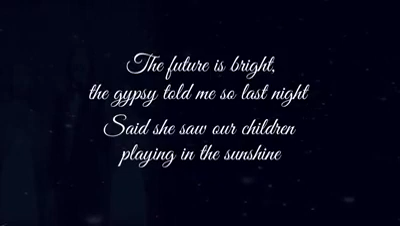 The future is bright,
the gypsy told me so last night
Said she saw our children
playing in the sunshine